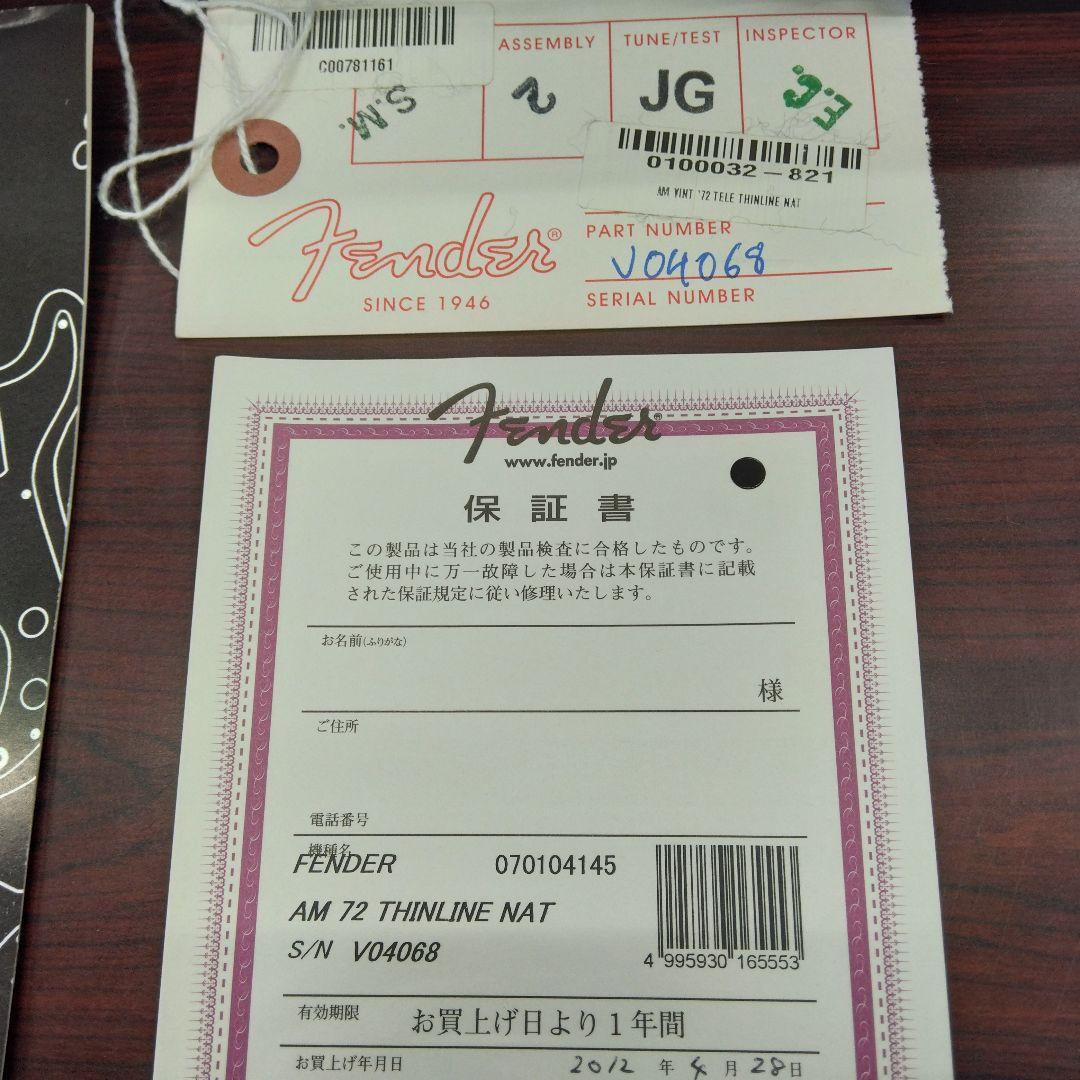 C00781161
ASSEMBLY TUNE/TEST INSPECTOR
S.M. 2 JG
0100032-821
AM VINT '72 TELE THINLINE NAT
Fender®
SINCE 1946
PART NUMBER
V04068
SERIAL NUMBER
Fender
www.fender.jp
保証書
この製品は当社の製品検査に合格したものです。
ご使用中に万一故障した場合は本保証書に記載
された保証規定に従い修理いたします。
お名前(ふりがな)
様
ご住所
電話番号
機種名
FENDER 070104145
AM 72 THINLINE NAT
S/N V04068
4 995930 165553
有効期限 お買上げ日より1年間
お買上げ年月日 2012 年 4 月 28 日